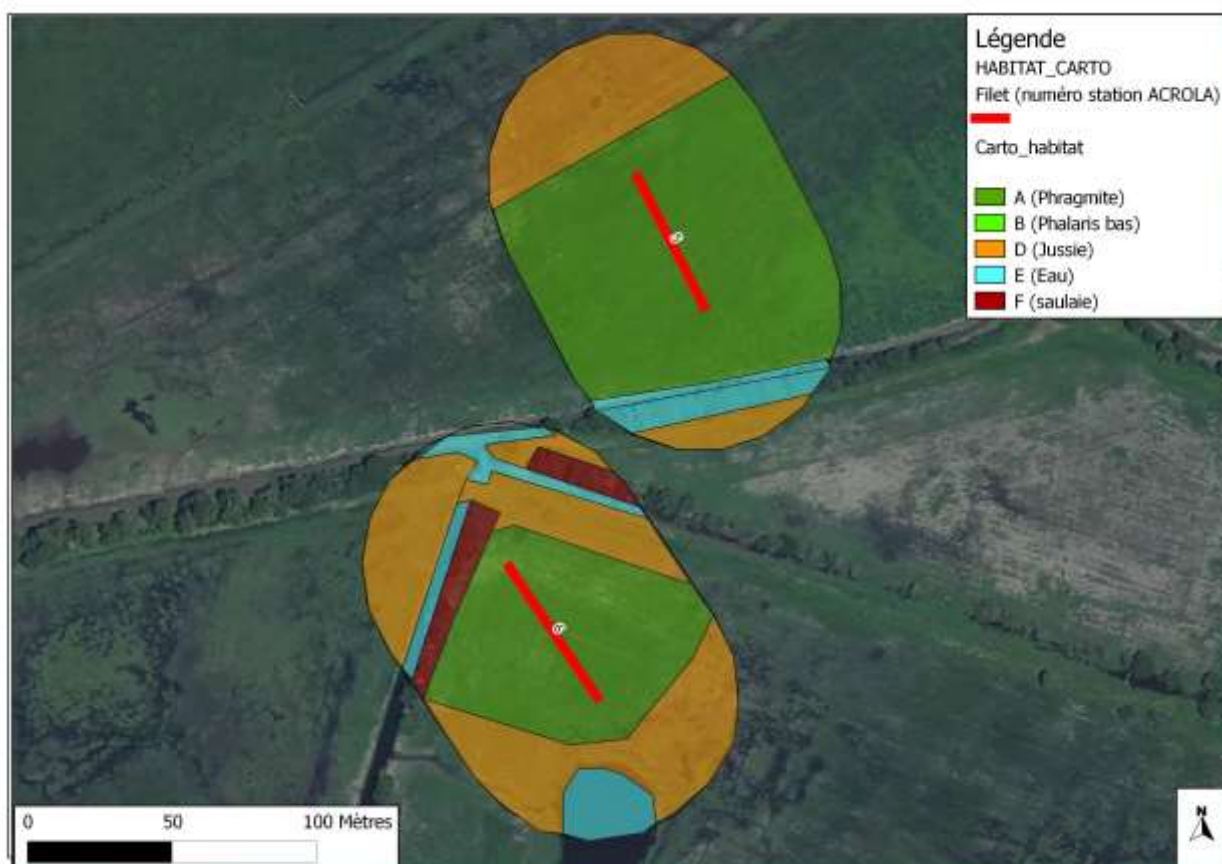 Légende
HABITAT_CARTO
Filet (numéro station ACROLA)
Carto_habitat
A (Phragmite)
B (Phalaris bas)
D (Jussie)
E (Eau)
F (saulaie)
0 50 100 Mètres
N